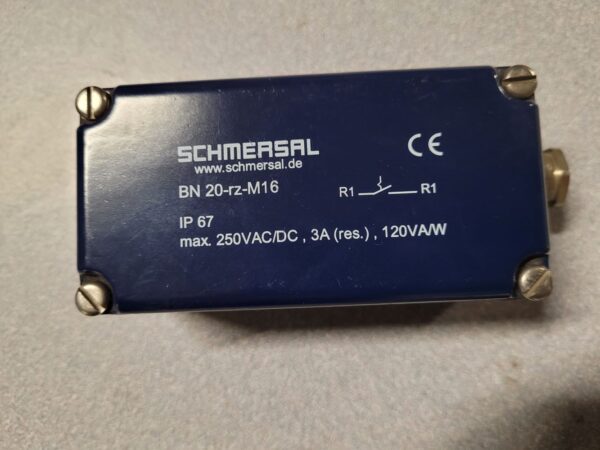 SCHMERSAL
www.schmersal.de
CE
BN 20-rz-M16
R1 R1
IP 67
max. 250VAC/DC , 3A (res.) , 120VA/W